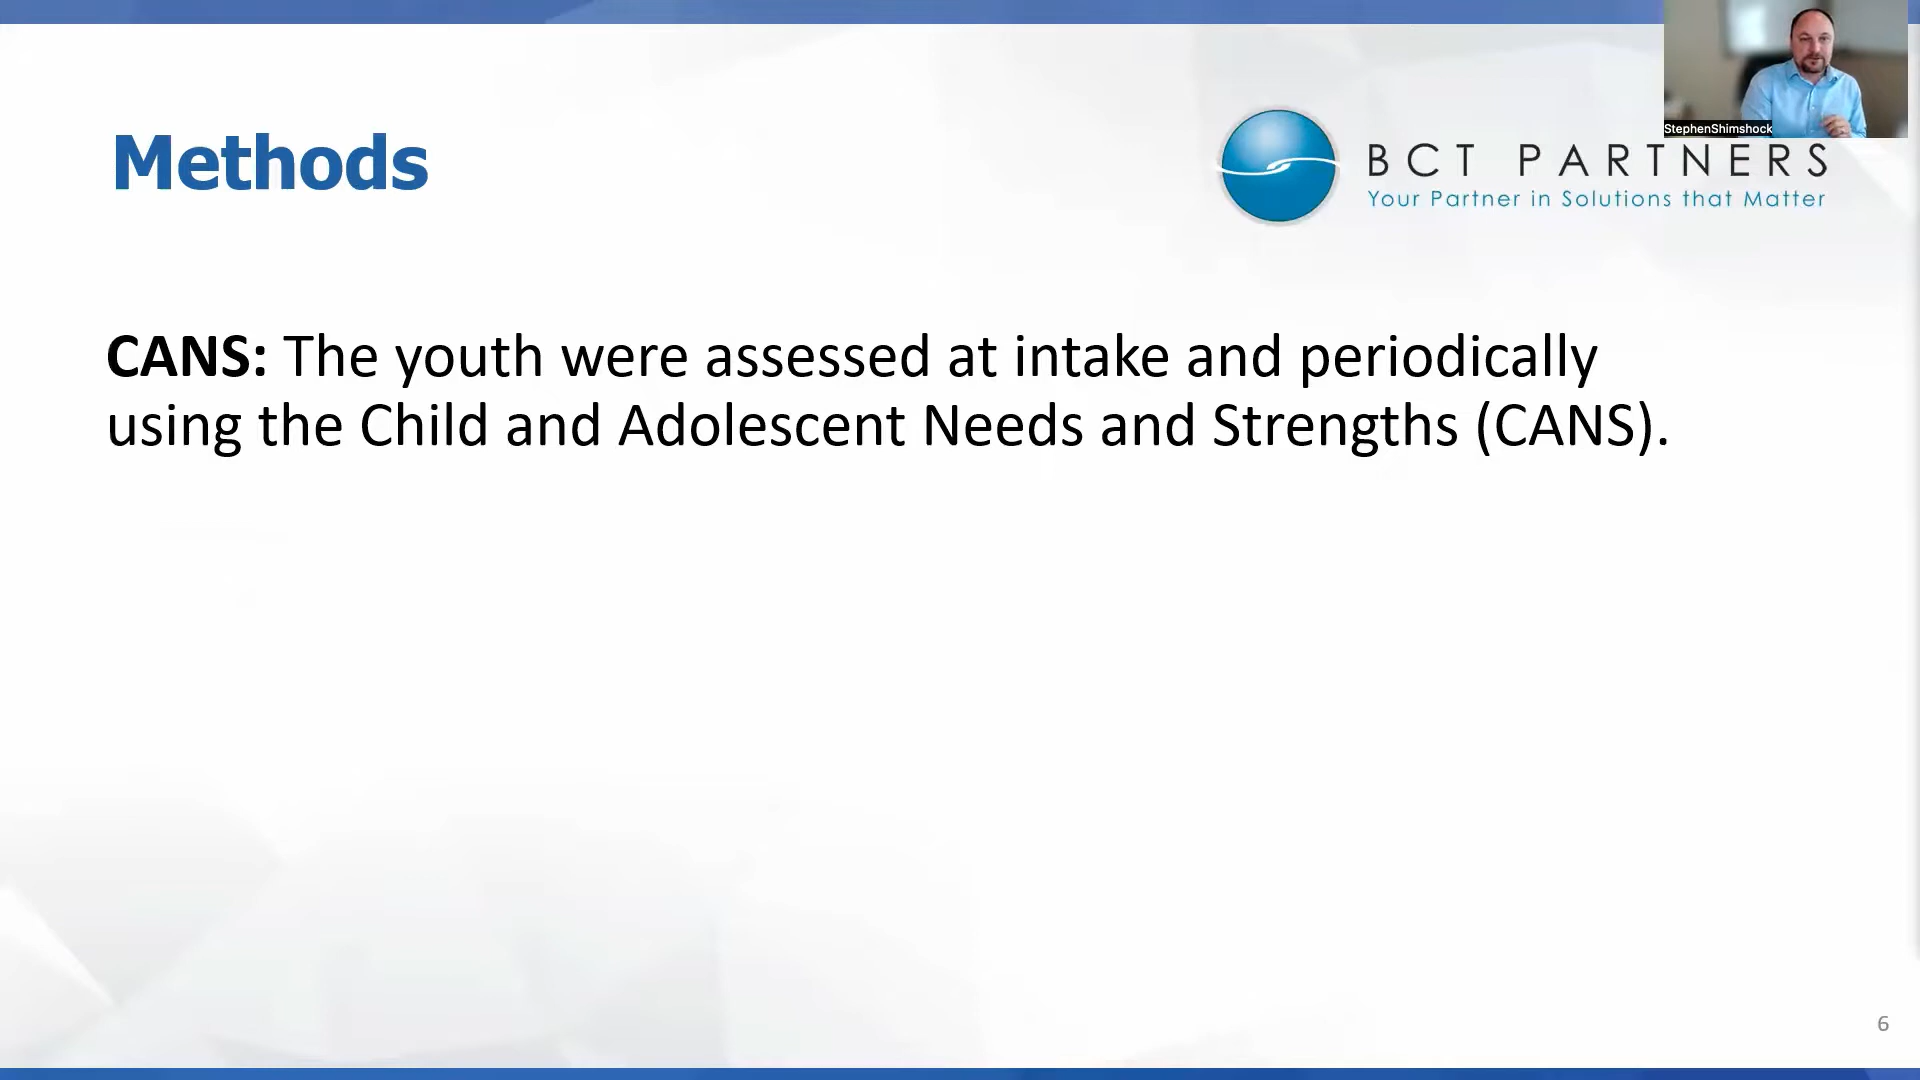 StephenShimshock
Methods
BCT PARTNERS
Your Partner in Solutions that Matter
CANS: The youth were assessed at intake and periodically
using the Child and Adolescent Needs and Strengths (CANS).
6